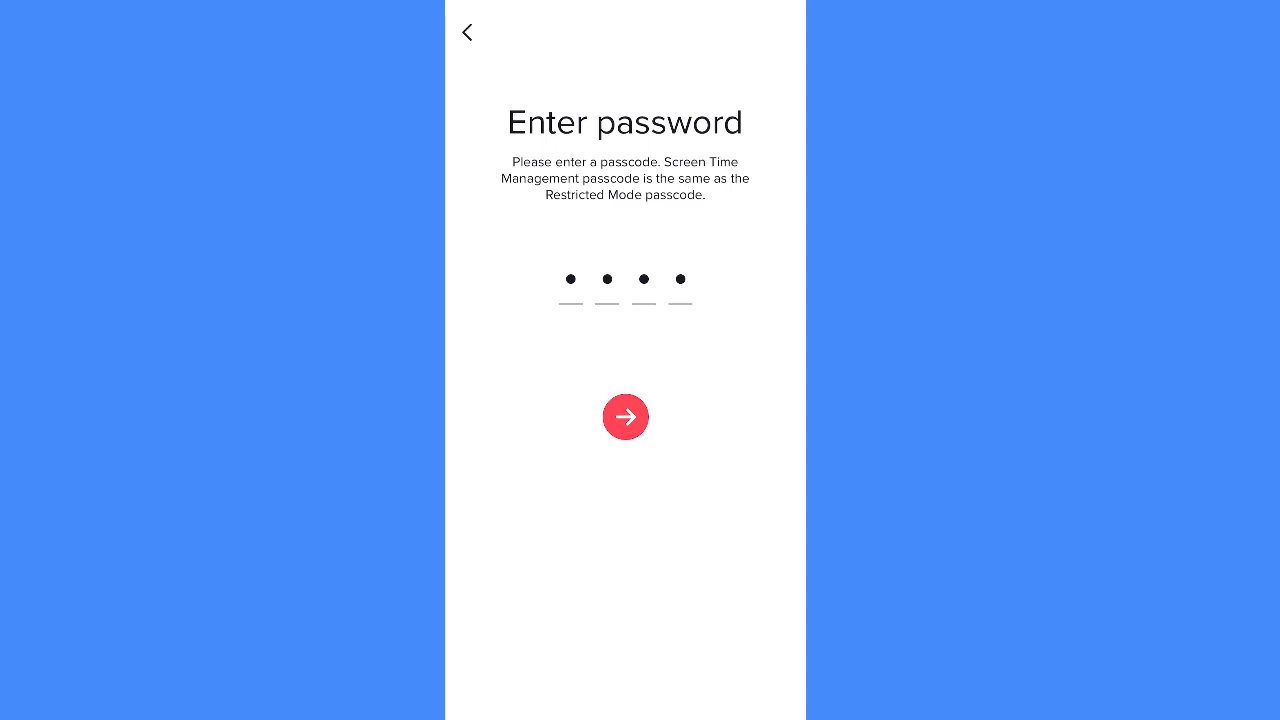 Enter password
Please enter a passcode. Screen Time
Management passcode is the same as the
Restricted Mode passcode.